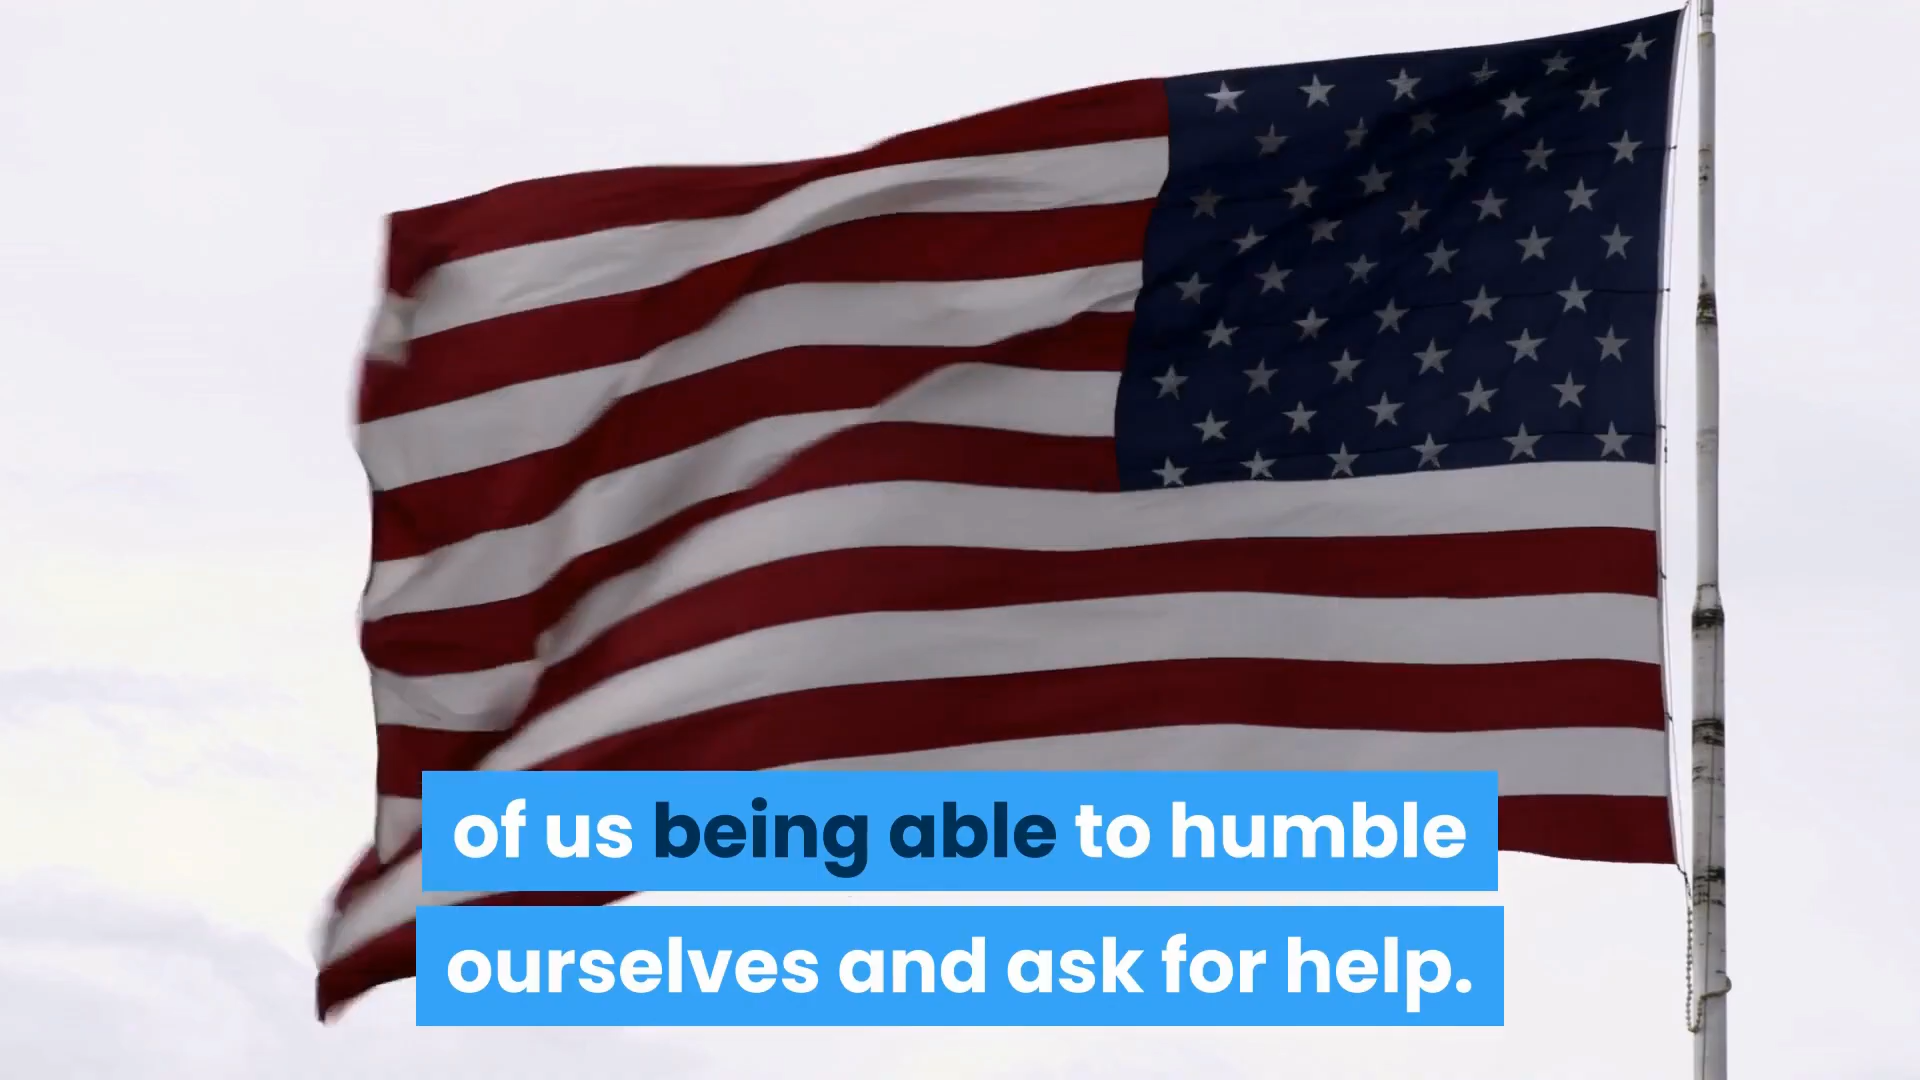 of us being able to humble
ourselves and ask for help.